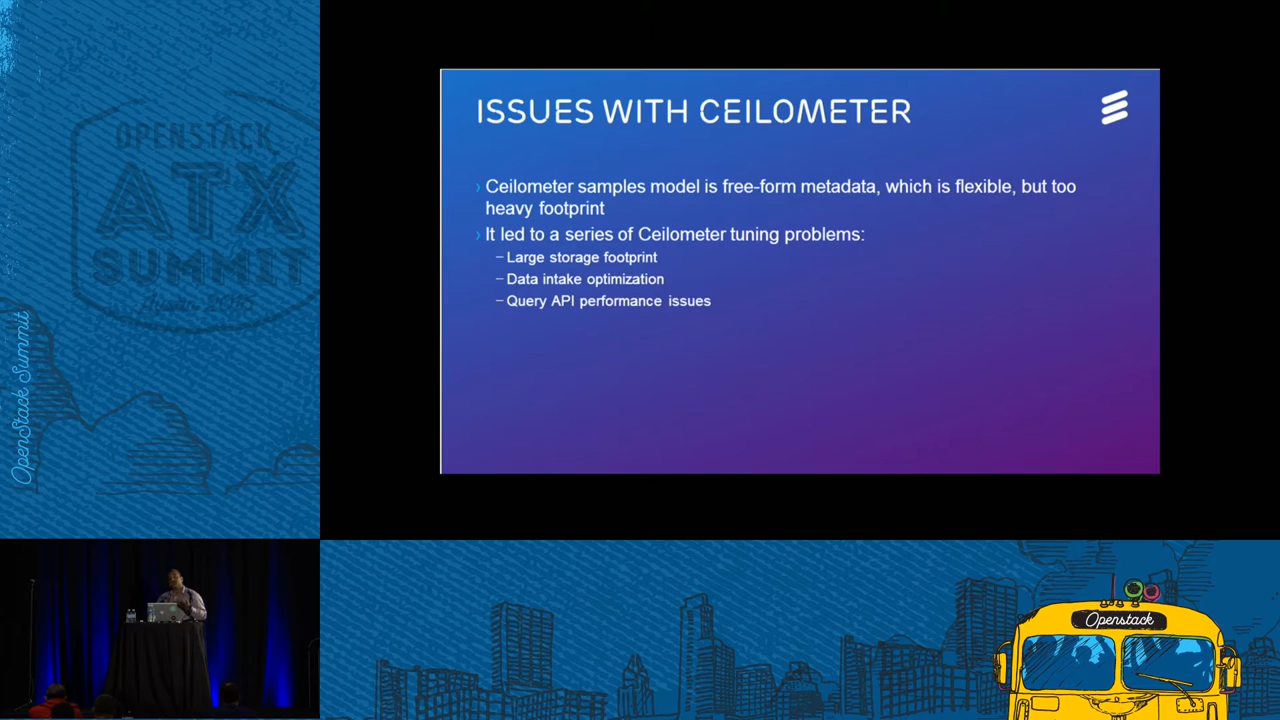 OPENSTACK
ATX
SUMMIT
Austin 2016
OpenStack Summit
ISSUES WITH CEILOMETER
› Ceilometer samples model is free-form metadata, which is flexible, but too
heavy footprint
› It led to a series of Ceilometer tuning problems:
– Large storage footprint
– Data intake optimization
– Query API performance issues
Openstack